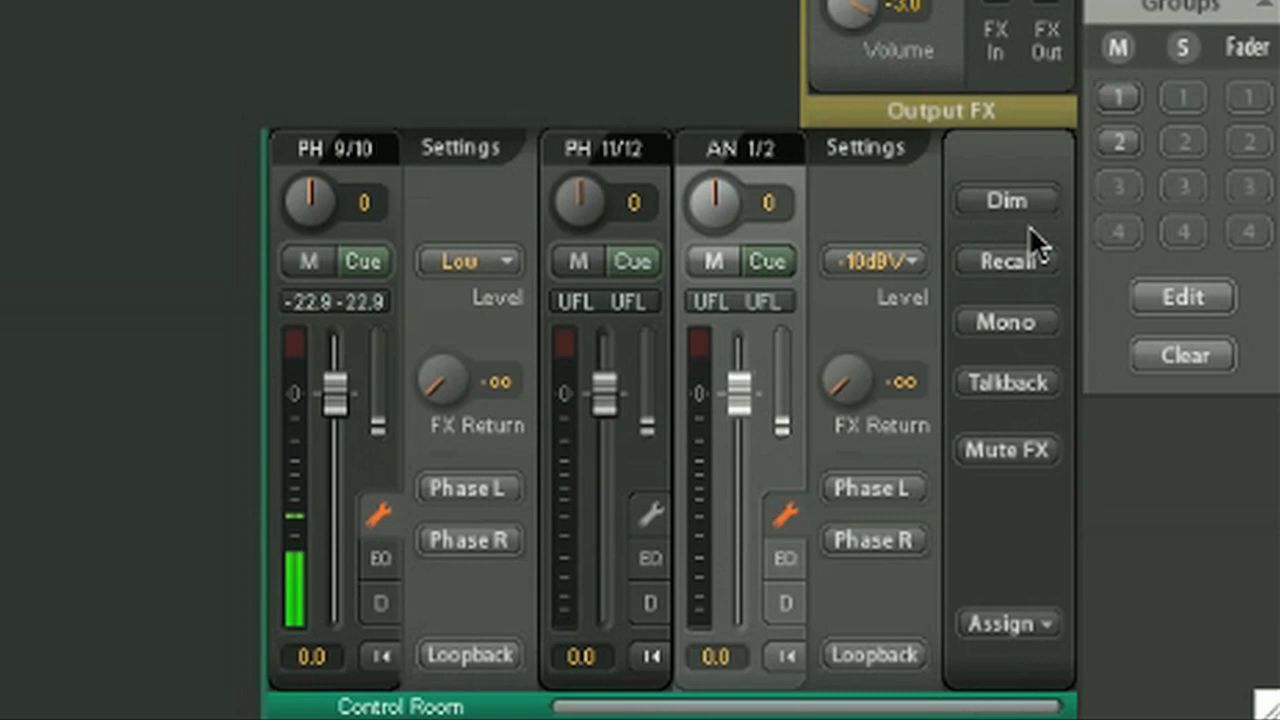 -3.0
Volume
FX In
FX Out
Output FX
Groups
M S Fader
1 1 1
2 2 2
3 3 3
4 4 4
Edit
Clear
PH 9/10
Settings
0
M Cue
Low
-22.9 -22.9
Level
0
-∞
FX Return
Phase L
EQ
Phase R
D
0.0
Loopback
PH 11/12
0
M Cue
UFL UFL
0
EQ
D
0.0
AN 1/2
Settings
0
M Cue
-10dBV
UFL UFL
Level
0
-∞
FX Return
Phase L
EQ
Phase R
D
0.0
Loopback
Dim
Recall
Mono
Talkback
Mute FX
Assign
Control Room